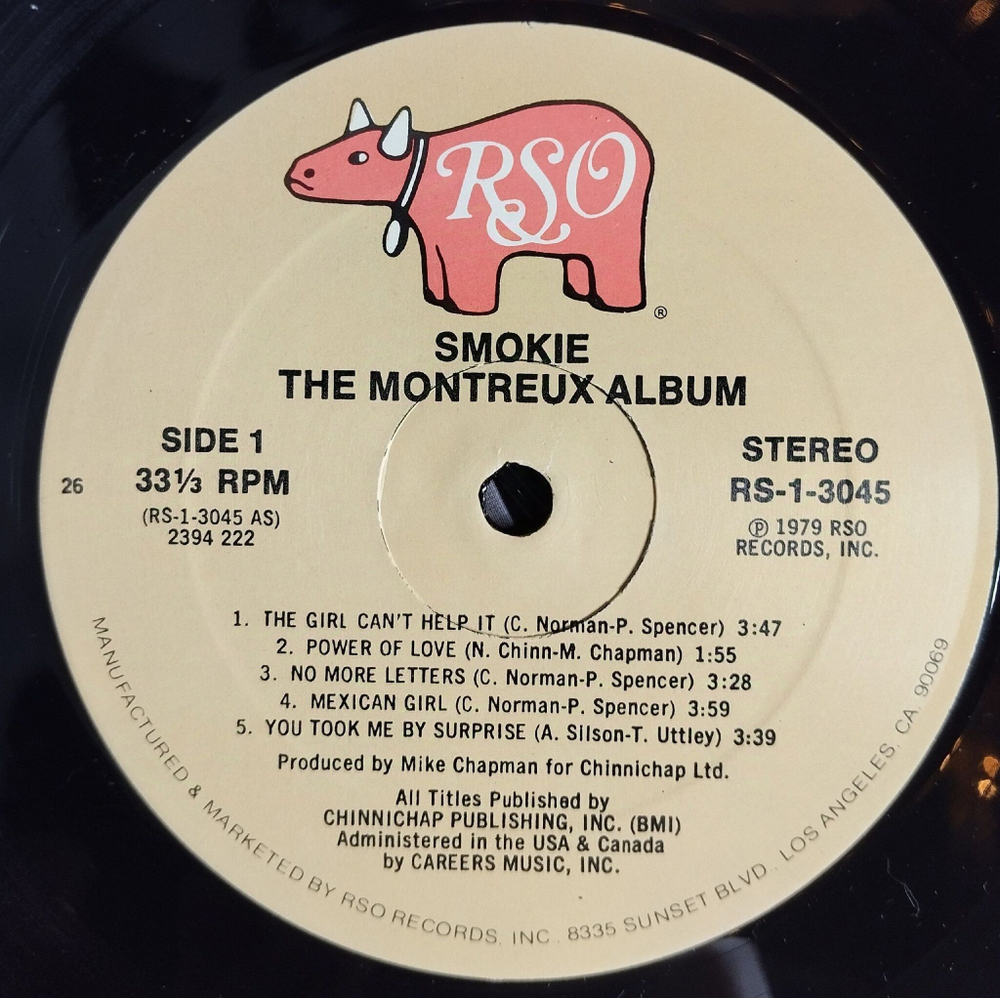 RSO
®
SMOKIE
THE MONTREUX ALBUM
SIDE 1
33⅓ RPM
(RS-1-3045 AS)
2394 222
26
STEREO
RS-1-3045
℗ 1979 RSO
RECORDS, INC.
1. THE GIRL CAN'T HELP IT (C. Norman-P. Spencer) 3:47
2. POWER OF LOVE (N. Chinn-M. Chapman) 1:55
3. NO MORE LETTERS (C. Norman-P. Spencer) 3:28
4. MEXICAN GIRL (C. Norman-P. Spencer) 3:59
5. YOU TOOK ME BY SURPRISE (A. Silson-T. Uttley) 3:39
Produced by Mike Chapman for Chinnichap Ltd.
All Titles Published by
CHINNICHAP PUBLISHING, INC. (BMI)
Administered in the USA & Canada
by CAREERS MUSIC, INC.
MANUFACTURED & MARKETED BY RSO RECORDS, INC. 8335 SUNSET BLVD., LOS ANGELES, CA. 90069